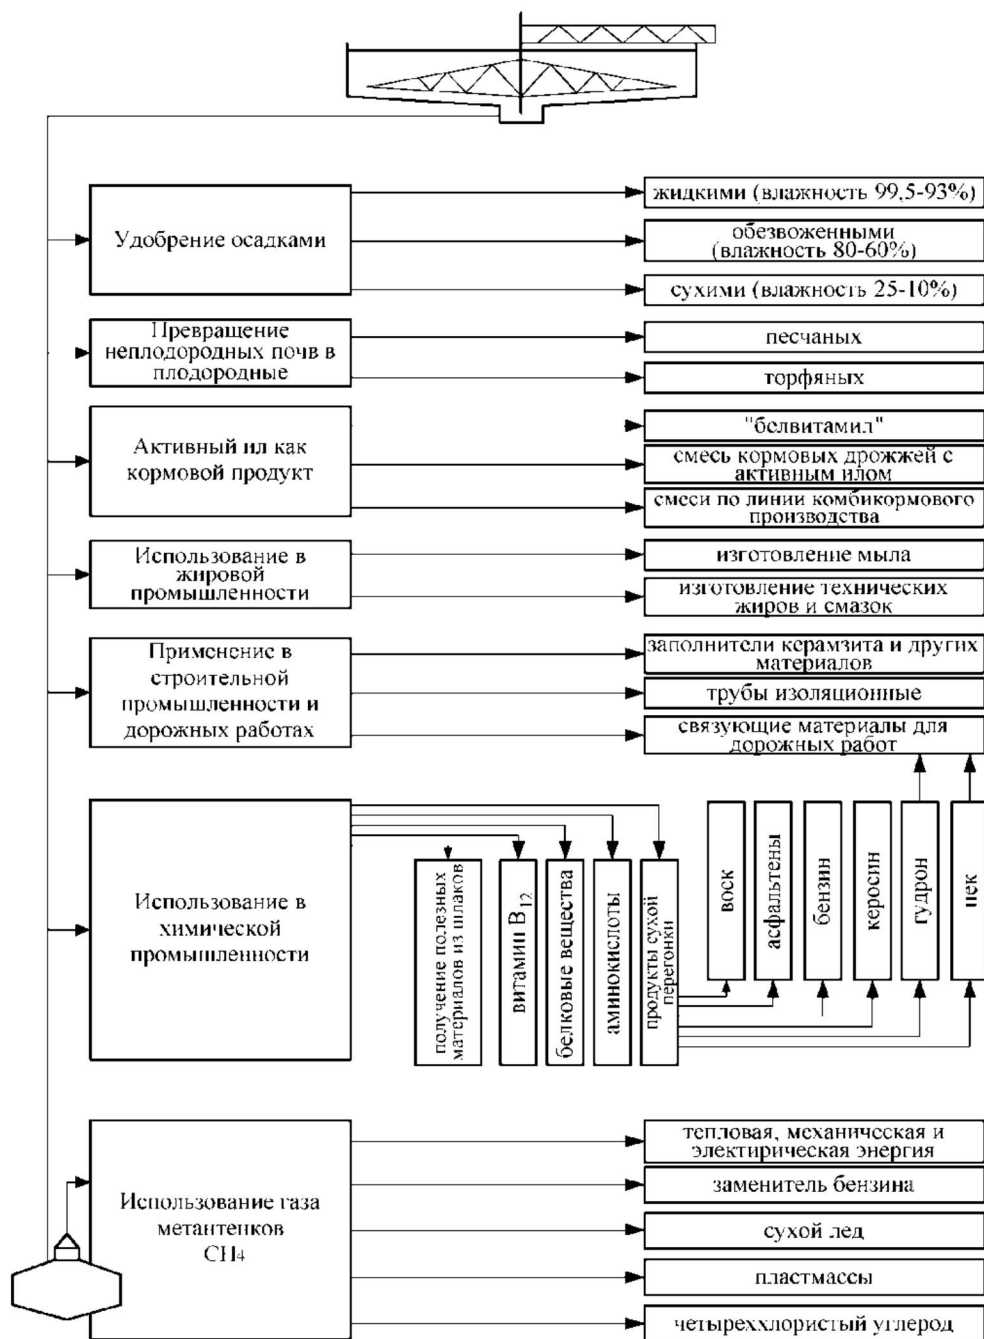 Удобрение осадками
жидкими (влажность 99,5-93%)
обезвоженными
(влажность 80-60%)
сухими (влажность 25-10%)
Превращение
неплодородных почв в
плодородные
песчаных
торфяных
Активный ил как
кормовой продукт
"белвитамил"
смесь кормовых дрожжей с
активным илом
смеси по линии комбикормового
производства
Использование в
жировой
промышленности
изготовление мыла
изготовление технических
жиров и смазок
Применение в
строительной
промышленности и
дорожных работах
заполнители керамзита и других
материалов
трубы изоляционные
связующие материалы для
дорожных работ
Использование в
химической
промышленности
получение полезных
материалов из шлаков
витамин B12
белковые вещества
аминокислоты
продукты сухой
перегонки
воск
асфальтены
бензин
керосин
гудрон
пек
Использование газа
метантенков
CH4
тепловая, механическая и
электирическая энергия
заменитель бензина
сухой лед
пластмассы
четыреххлористый углерод